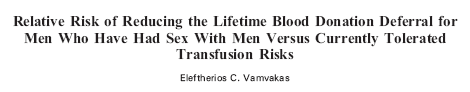 Relative Risk of Reducing the Lifetime Blood Donation Deferral for
Men Who Have Had Sex With Men Versus Currently Tolerated
Transfusion Risks
Eleftherios C. Vamvakas